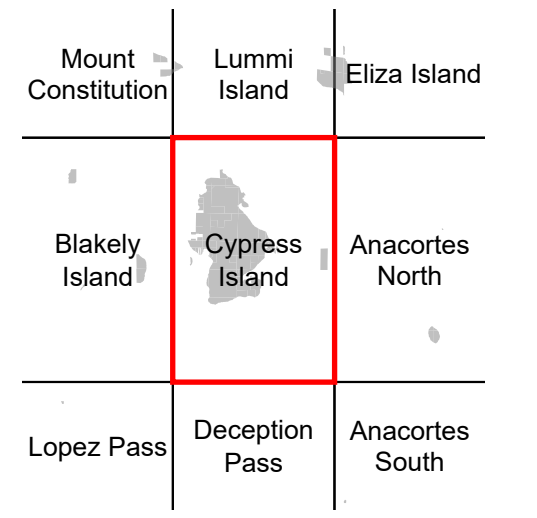 Mount
Constitution
Lummi
Island
Eliza Island
Blakely
Island
Cypress
Island
Anacortes
North
Lopez Pass
Deception
Pass
Anacortes
South